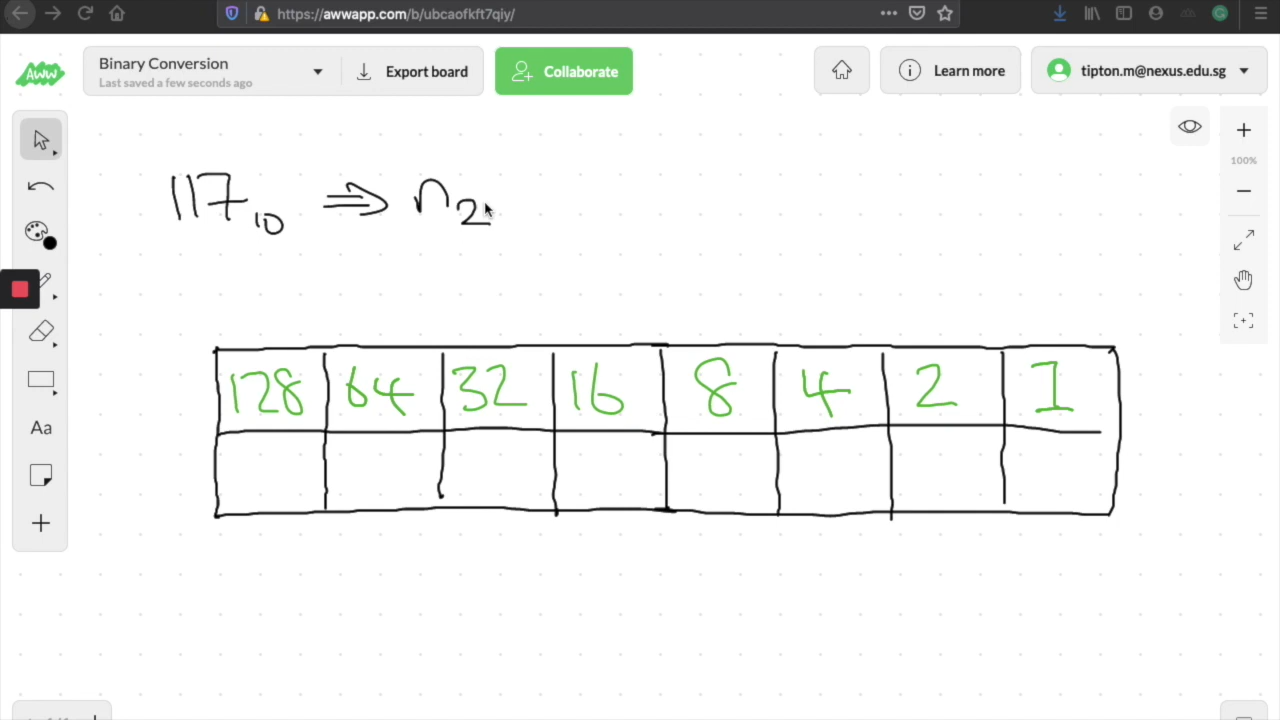 https://awwapp.com/b/ubcaofkft7qiy/
AWW
Binary Conversion
Last saved a few seconds ago
Export board
Collaborate
Learn more
tipton.m@nexus.edu.sg
G
100%
117₁₀ ⇒ n₂
128 64 32 16 8 4 2 1
Aa